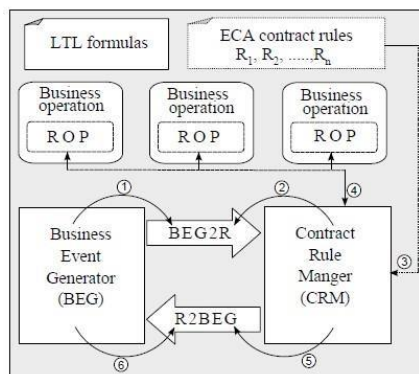 LTL formulas
ECA contract rules
R1, R2, .....,Rn
Business
operation
ROP
Business
operation
ROP
Business
operation
ROP
①
②
④
Business
Event
Generator
(BEG)
BEG2R
Contract
Rule
Manger
(CRM)
③
R2BEG
⑥
⑤